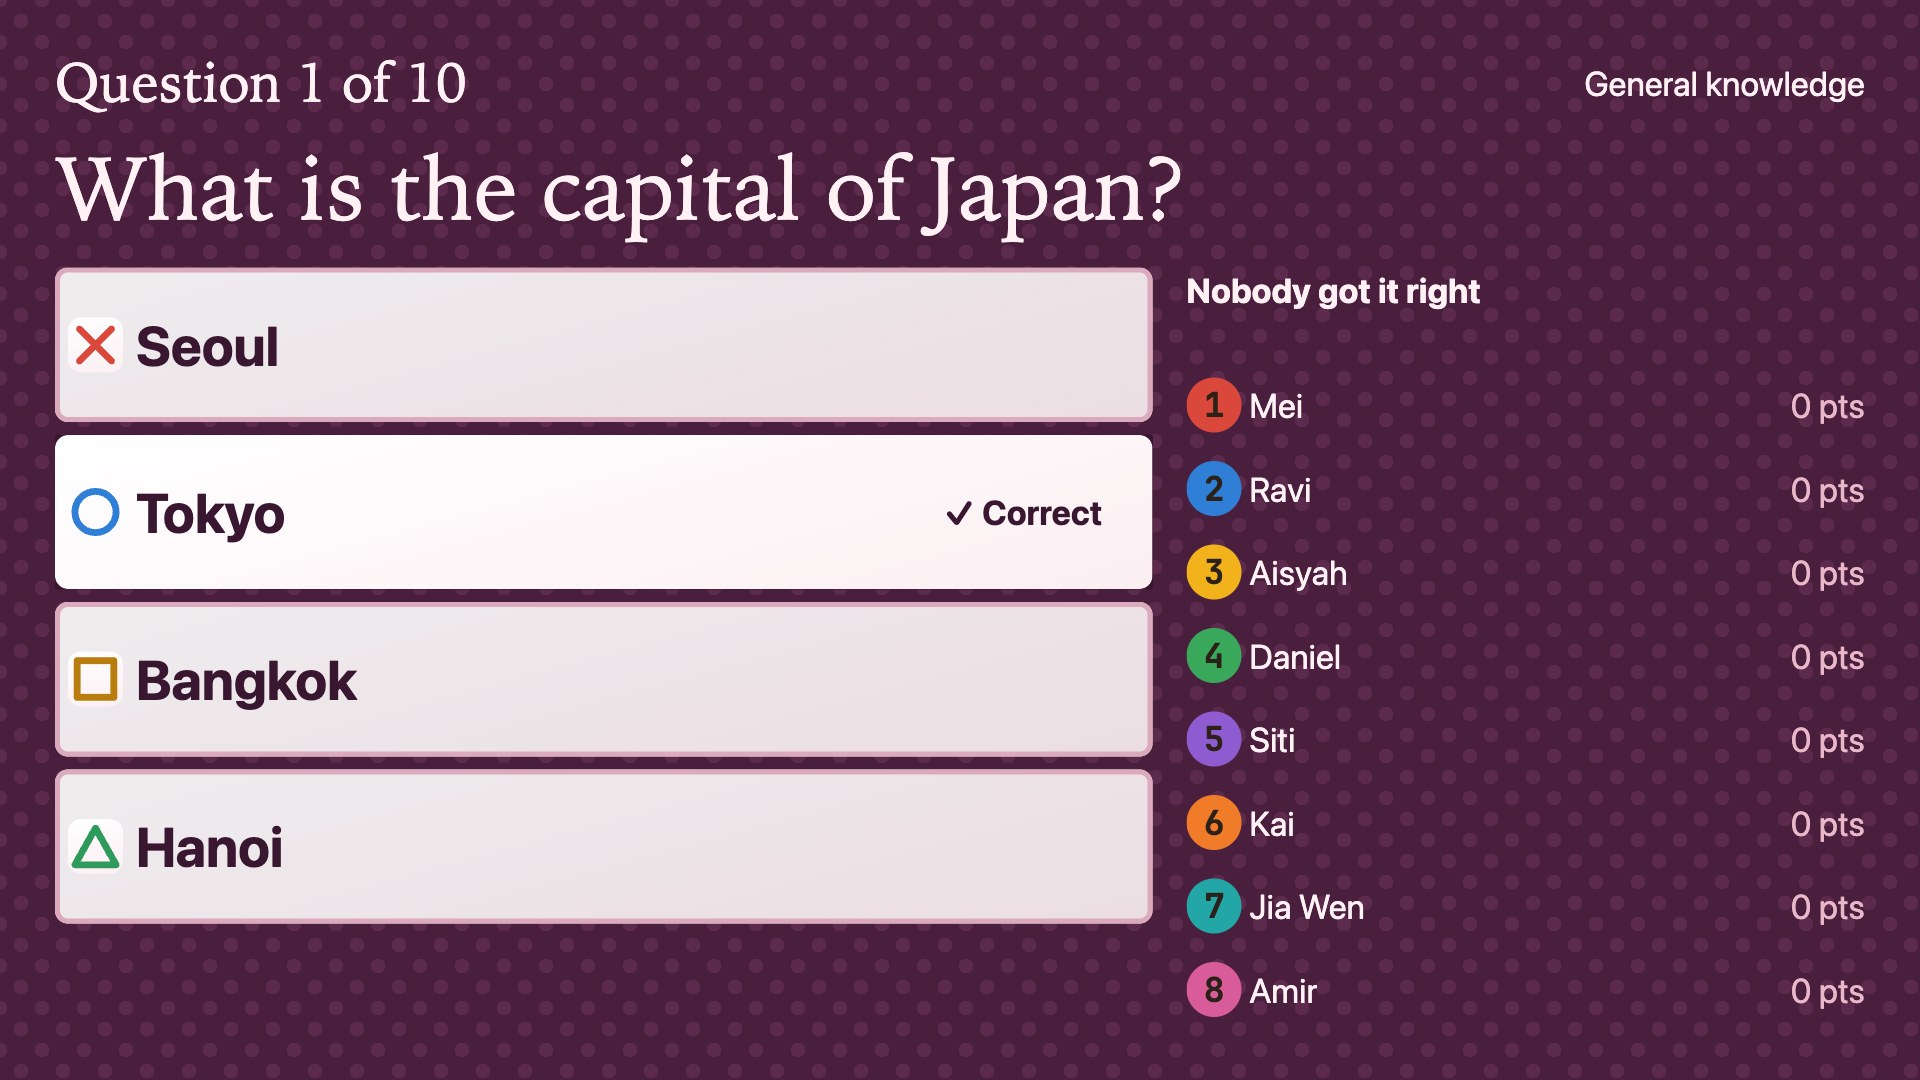 Question 1 of 10
General knowledge
What is the capital of Japan?
Seoul
Tokyo
✓ Correct
Bangkok
Hanoi
Nobody got it right
1 Mei 0 pts
2 Ravi 0 pts
3 Aisyah 0 pts
4 Daniel 0 pts
5 Siti 0 pts
6 Kai 0 pts
7 Jia Wen 0 pts
8 Amir 0 pts